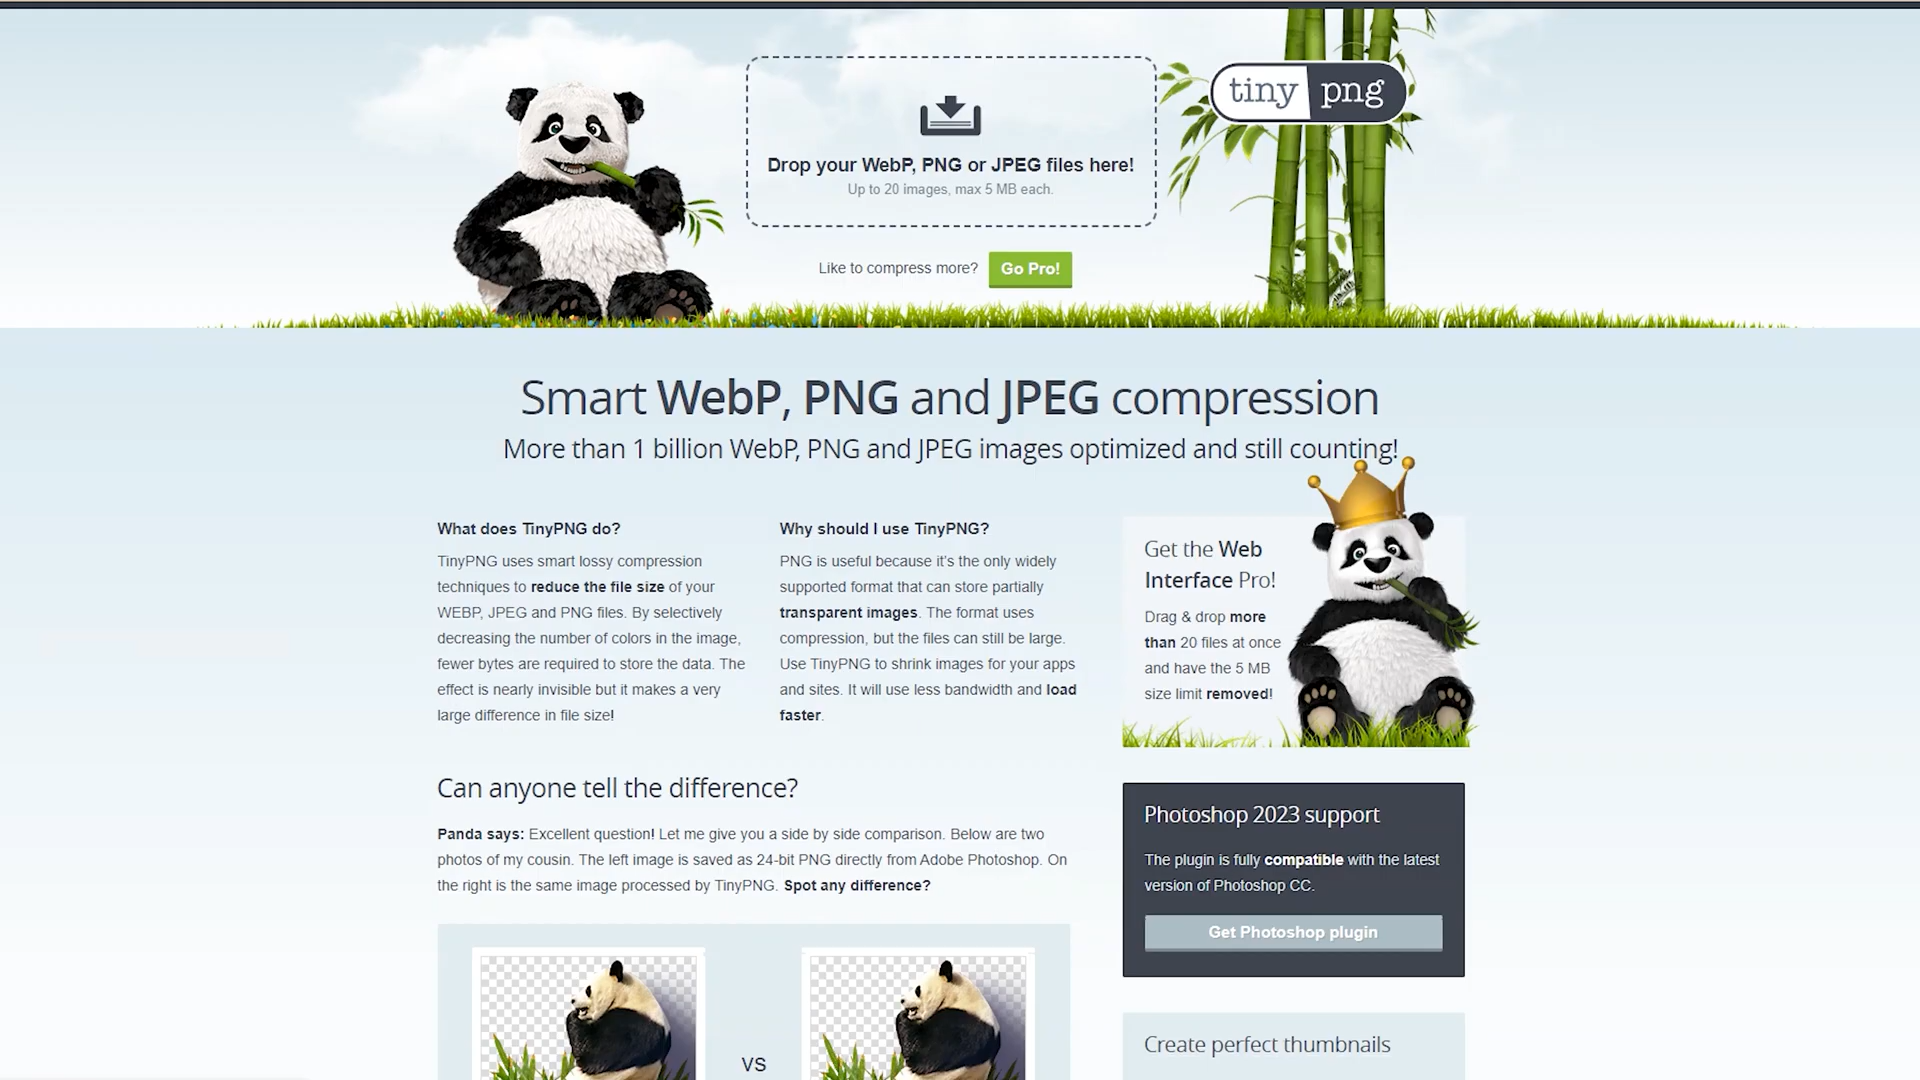 tiny png
Drop your WebP, PNG or JPEG files here!
Up to 20 images, max 5 MB each.
Like to compress more? Go Pro!
Smart WebP, PNG and JPEG compression
More than 1 billion WebP, PNG and JPEG images optimized and still counting!
What does TinyPNG do?
TinyPNG uses smart lossy compression
techniques to reduce the file size of your
WEBP, JPEG and PNG files. By selectively
decreasing the number of colors in the image,
fewer bytes are required to store the data. The
effect is nearly invisible but it makes a very
large difference in file size!
Why should I use TinyPNG?
PNG is useful because it's the only widely
supported format that can store partially
transparent images. The format uses
compression, but the files can still be large.
Use TinyPNG to shrink images for your apps
and sites. It will use less bandwidth and load
faster.
Get the Web
Interface Pro!
Drag & drop more
than 20 files at once
and have the 5 MB
size limit removed!
Can anyone tell the difference?
Panda says: Excellent question! Let me give you a side by side comparison. Below are two
photos of my cousin. The left image is saved as 24-bit PNG directly from Adobe Photoshop. On
the right is the same image processed by TinyPNG. Spot any difference?
VS
Photoshop 2023 support
The plugin is fully compatible with the latest
version of Photoshop CC.
Get Photoshop plugin
Create perfect thumbnails